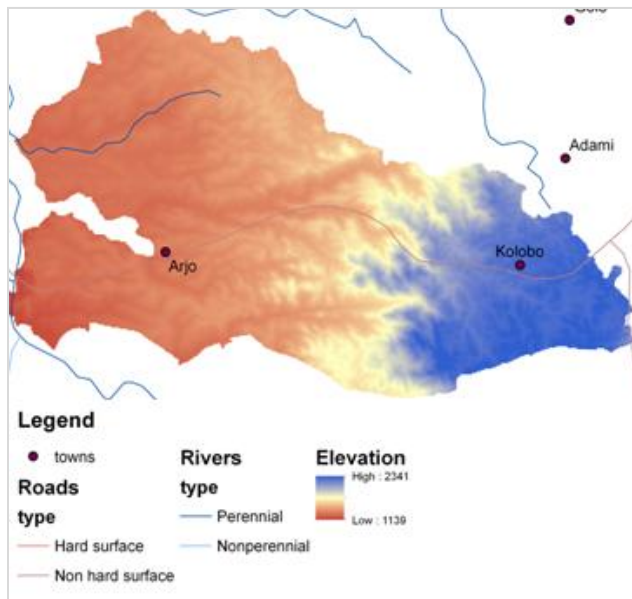 Adami
Kolobo
Arjo
Legend
towns
Roads
type
Hard surface
Non hard surface
Rivers
type
Perennial
Nonperennial
Elevation
High : 2341
Low : 1139